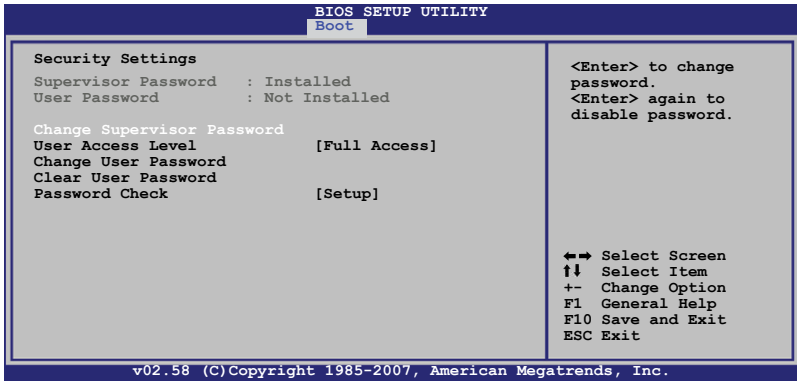 BIOS SETUP UTILITY
Boot
Security Settings
Supervisor Password : Installed
User Password : Not Installed
Change Supervisor Password
User Access Level [Full Access]
Change User Password
Clear User Password
Password Check [Setup]
<Enter> to change
password.
<Enter> again to
disable password.
←→ Select Screen
↑↓ Select Item
+- Change Option
F1 General Help
F10 Save and Exit
ESC Exit
v02.58 (C)Copyright 1985-2007, American Megatrends, Inc.